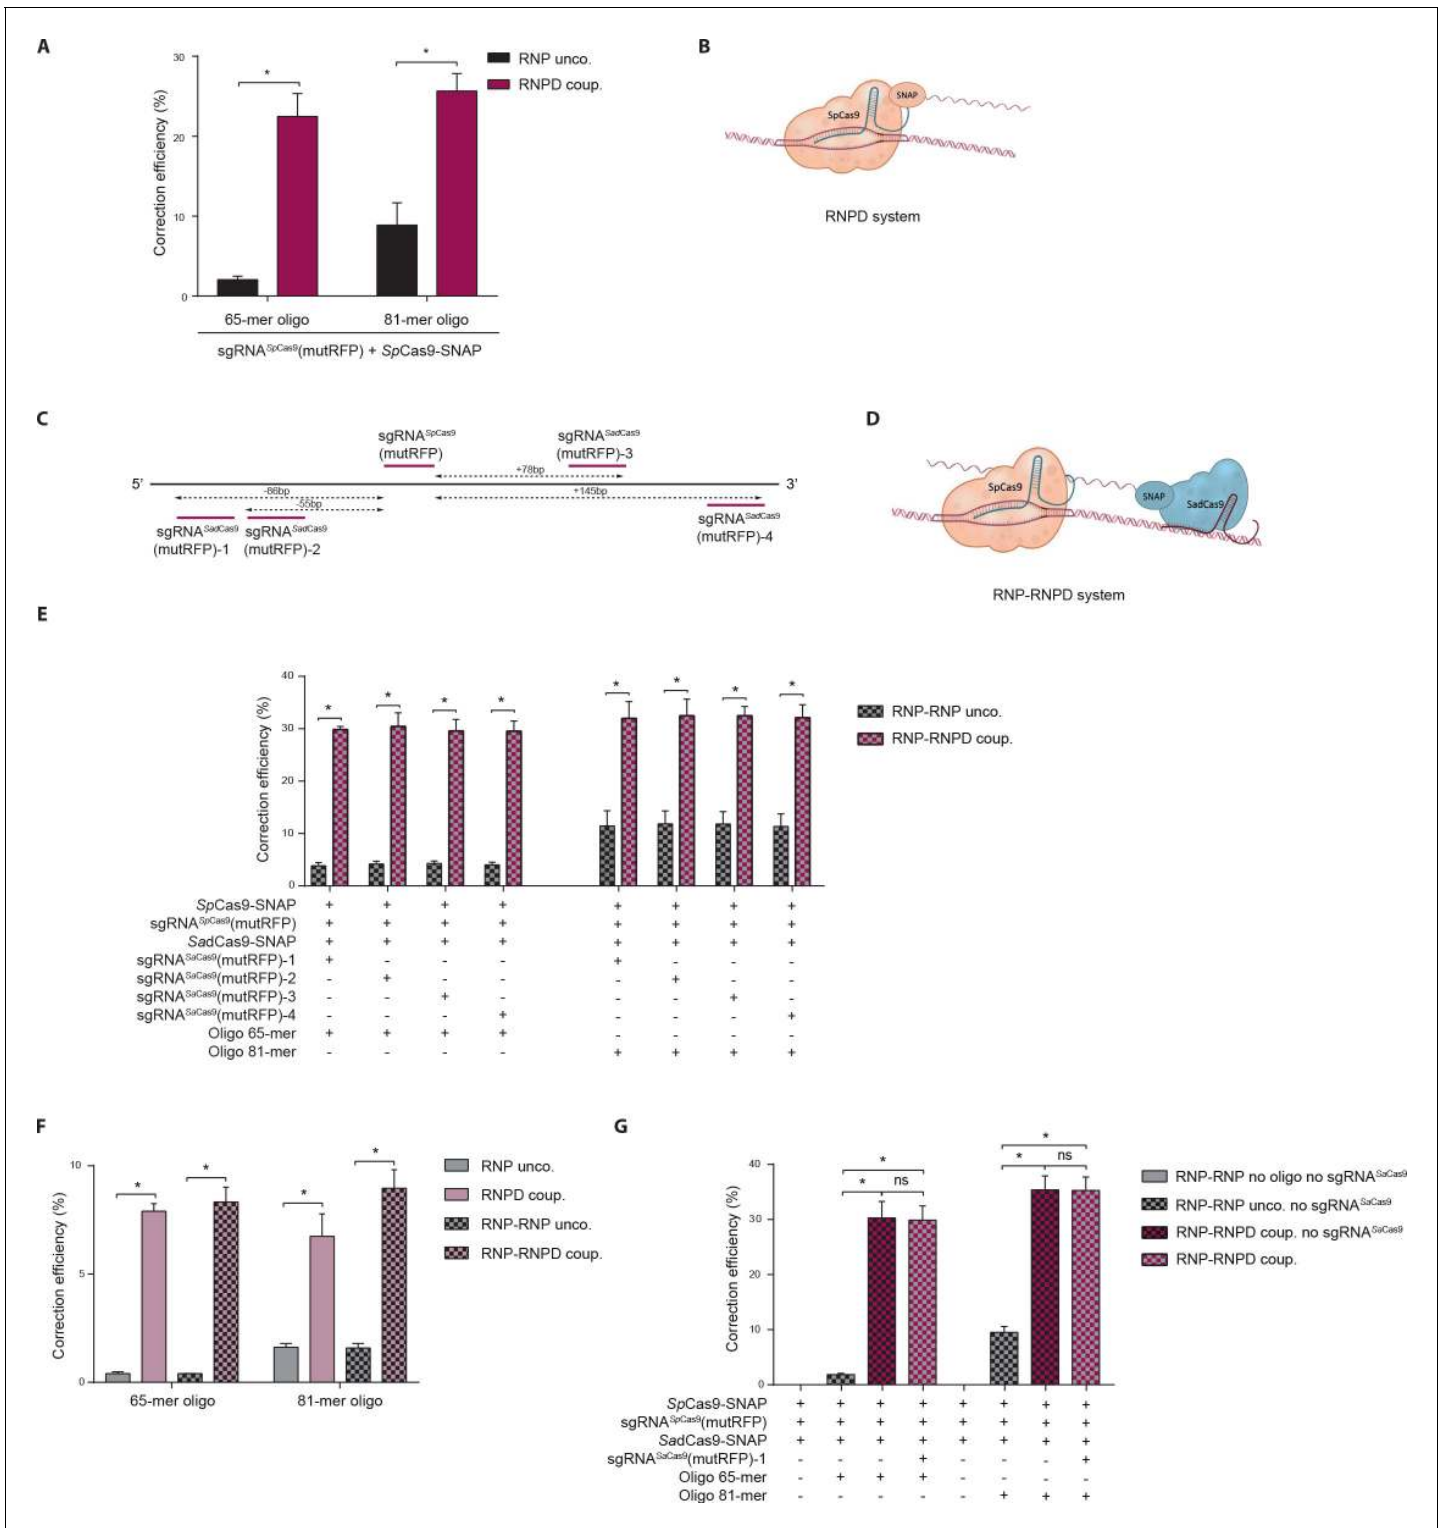 A
30
20
10
0
Correction efficiency (%)
*
*
RNP unco.
RNPD coup.
65-mer oligo
81-mer oligo
sgRNA^SpCas9(mutRFP) + SpCas9-SNAP
B
SpCas9
SNAP
RNPD system
C
sgRNA^SpCas9
(mutRFP)
sgRNA^SadCas9
(mutRFP)-3
+78bp
5'
3'
-86bp
+145bp
-55bp
sgRNA^SadCas9
(mutRFP)-1
sgRNA^SadCas9
(mutRFP)-2
sgRNA^SadCas9
(mutRFP)-4
D
SpCas9
SNAP
SadCas9
RNP-RNPD system
E
40
30
20
10
0
Correction efficiency (%)
* * * * * * * *
RNP-RNP unco.
RNP-RNPD coup.
SpCas9-SNAP + + + + + + + +
sgRNA^SpCas9(mutRFP) + + + + + + + +
SadCas9-SNAP + + + + + + + +
sgRNA^SaCas9(mutRFP)-1 + - - - + - - -
sgRNA^SaCas9(mutRFP)-2 - + - - - + - -
sgRNA^SaCas9(mutRFP)-3 - - + - - - + -
sgRNA^SaCas9(mutRFP)-4 - - - + - - - +
Oligo 65-mer + + + + - - - -
Oligo 81-mer - - - - + + + +
F
10
5
0
Correction efficiency (%)
* * * *
RNP unco.
RNPD coup.
RNP-RNP unco.
RNP-RNPD coup.
65-mer oligo
81-mer oligo
G
40
30
20
10
0
Correction efficiency (%)
* *
* ns * ns
RNP-RNP no oligo no sgRNA^SaCas9
RNP-RNP unco. no sgRNA^SaCas9
RNP-RNPD coup. no sgRNA^SaCas9
RNP-RNPD coup.
SpCas9-SNAP + + + + + + + +
sgRNA^SpCas9(mutRFP) + + + + + + + +
SadCas9-SNAP + + + + + + + +
sgRNA^SaCas9(mutRFP)-1 - - - + - - - +
Oligo 65-mer - + + + - - - -
Oligo 81-mer - - - - - + + +